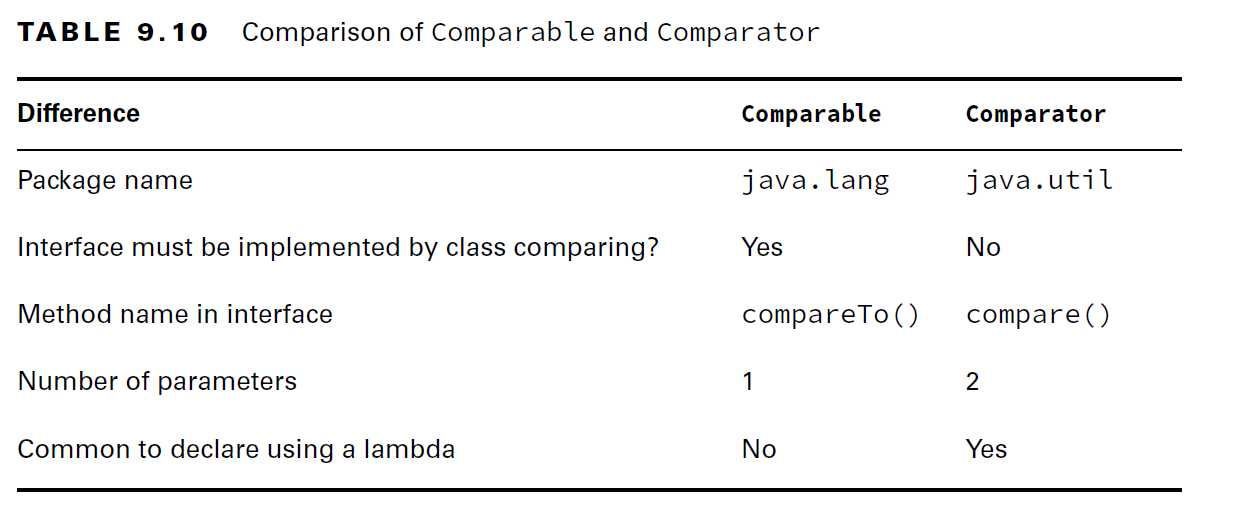 TABLE 9.10 Comparison of Comparable and Comparator
Difference Comparable Comparator
Package name java.lang java.util
Interface must be implemented by class comparing? Yes No
Method name in interface compareTo() compare()
Number of parameters 1 2
Common to declare using a lambda No Yes